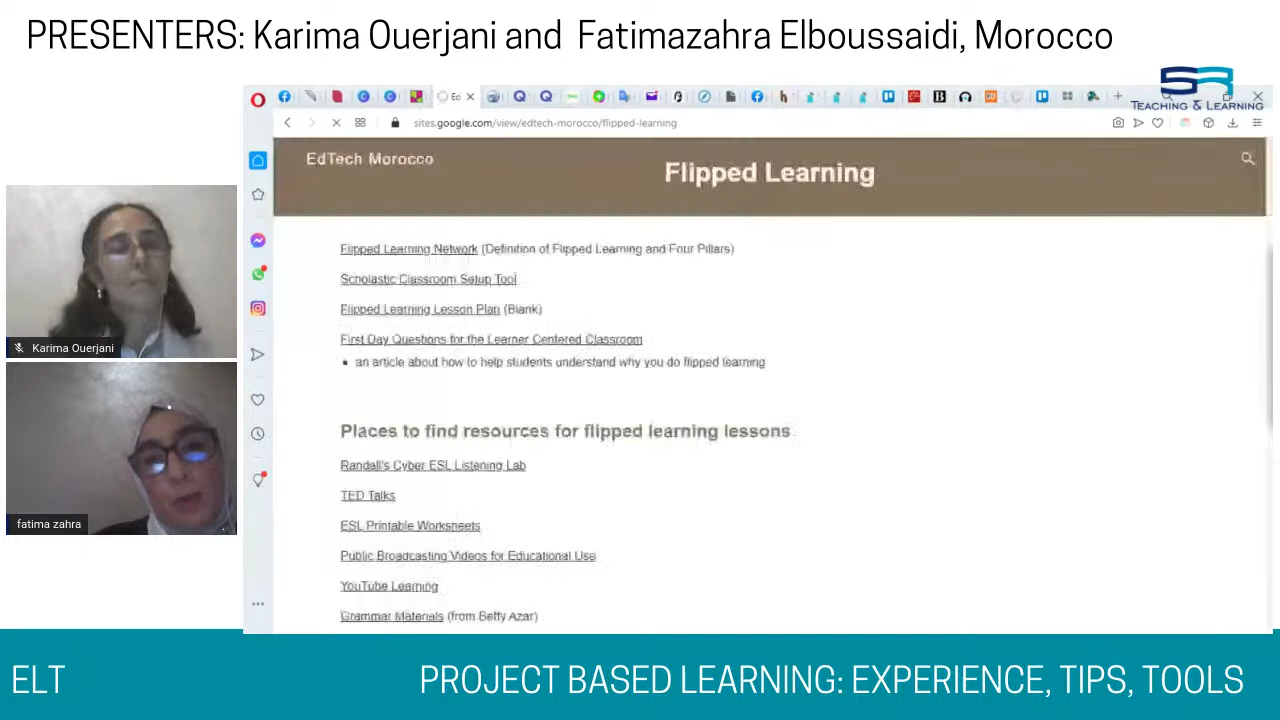 PRESENTERS: Karima Ouerjani and Fatimazahra Elboussaidi, Morocco
SR
TEACHING & LEARNING
Ed
sites.google.com/view/edtech-morocco/flipped-learning
EdTech Morocco
Flipped Learning
Flipped Learning Network (Definition of Flipped Learning and Four Pillars)
Scholastic Classroom Setup Tool
Flipped Learning Lesson Plan (Blank)
First Day Questions for the Learner Centered Classroom
an article about how to help students understand why you do flipped learning
Places to find resources for flipped learning lessons
Randall's Cyber ESL Listening Lab
TED Talks
ESL Printable Worksheets
Public Broadcasting Videos for Educational Use
YouTube Learning
Grammar Materials (from Betty Azar)
Karima Ouerjani
fatima zahra
ELT
PROJECT BASED LEARNING: EXPERIENCE, TIPS, TOOLS